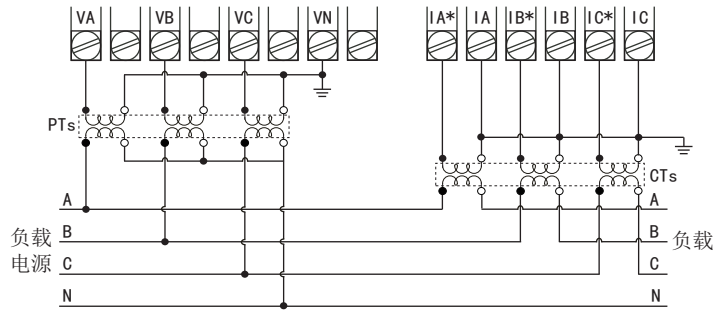 VA VB VC VN IA* IA IB* IB IC* IC
PTs
CTs
A A
负载 B B 负载
电源 C C
N N